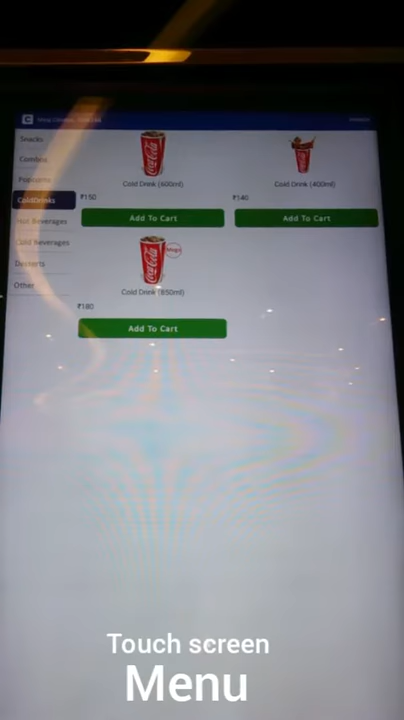 Snacks
Combos
Popcorns
ColdDrinks
Hot Beverages
Cold Beverages
Desserts
Other
Coca-Cola
Cold Drink (600ml)
₹150
Add To Cart
Coca-Cola
Cold Drink (400ml)
₹140
Add To Cart
Coca-Cola
Cold Drink (850ml)
₹180
Add To Cart
Touch screen
Menu